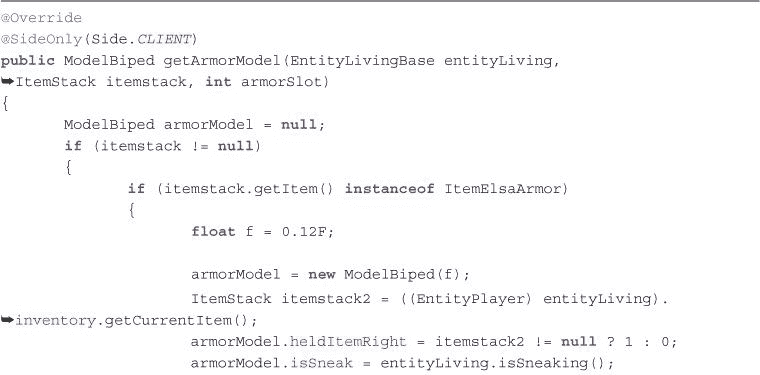 @Override
@SideOnly(Side.CLIENT)
public ModelBiped getArmorModel(EntityLivingBase entityLiving,
➥ItemStack itemstack, int armorSlot)
{
ModelBiped armorModel = null;
if (itemstack != null)
{
if (itemstack.getItem() instanceof ItemElsaArmor)
{
float f = 0.12F;
armorModel = new ModelBiped(f);
ItemStack itemstack2 = ((EntityPlayer) entityLiving).
➥inventory.getCurrentItem();
armorModel.heldItemRight = itemstack2 != null ? 1 : 0;
armorModel.isSneak = entityLiving.isSneaking();